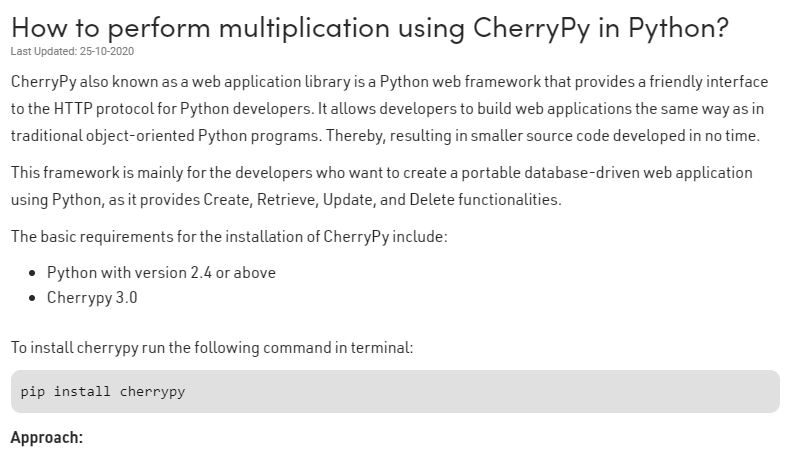 How to perform multiplication using CherryPy in Python?
Last Updated: 25-10-2020
CherryPy also known as a web application library is a Python web framework that provides a friendly interface
to the HTTP protocol for Python developers. It allows developers to build web applications the same way as in
traditional object-oriented Python programs. Thereby, resulting in smaller source code developed in no time.
This framework is mainly for the developers who want to create a portable database-driven web application
using Python, as it provides Create, Retrieve, Update, and Delete functionalities.
The basic requirements for the installation of CherryPy include:
• Python with version 2.4 or above
• Cherrypy 3.0
To install cherrypy run the following command in terminal:
pip install cherrypy
Approach: